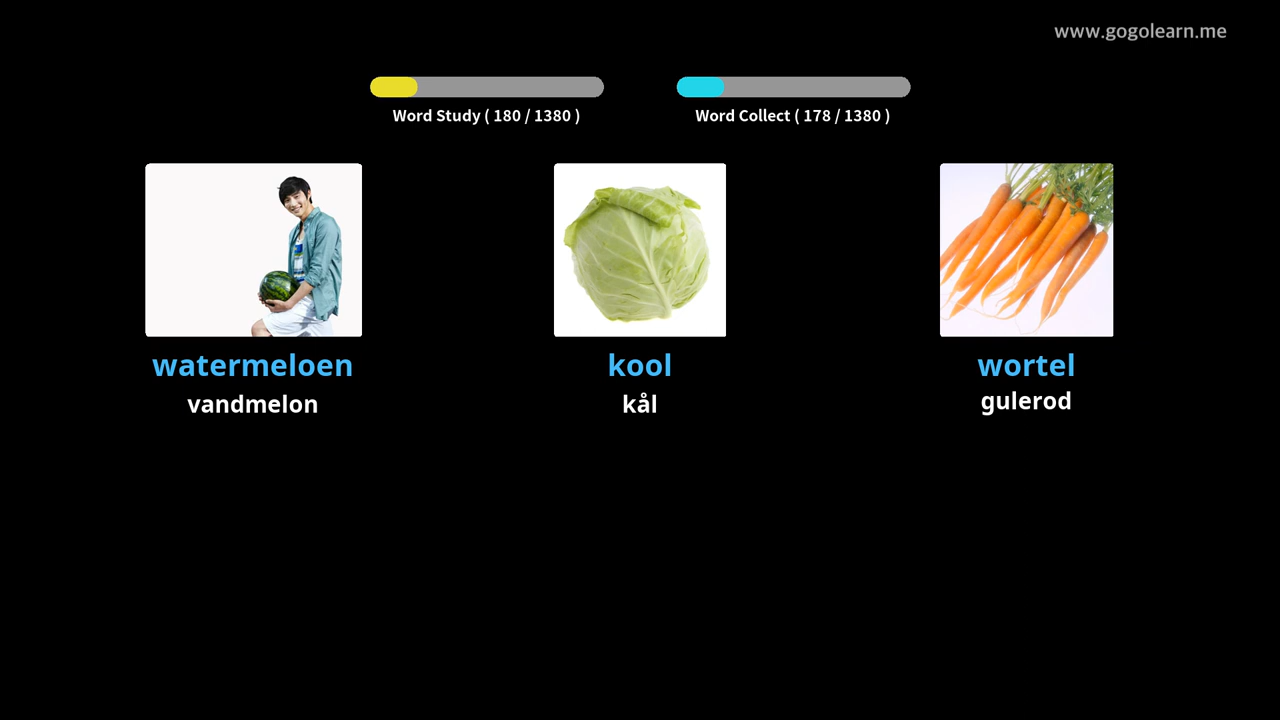 www.gogolearn.me
Word Study ( 180 / 1380 )
Word Collect ( 178 / 1380 )
watermeloen
vandmelon
kool
kål
wortel
gulerod